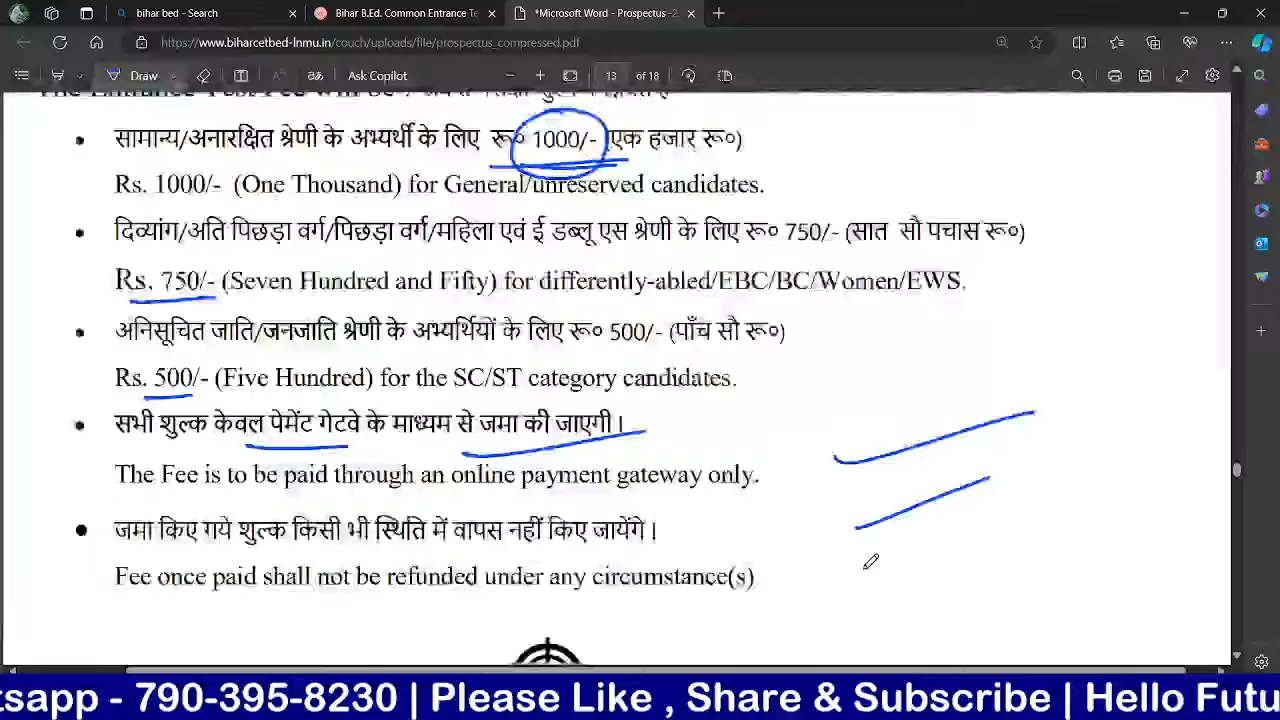 bihar bed - Search
Bihar B.Ed. Common Entrance Te
*Microsoft Word - Prospectus -2
https://www.biharcetbed-lnmu.in/couch/uploads/file/prospectus_compressed.pdf
Draw
Ask Copilot
13 of 18
सामान्य/अनारक्षित श्रेणी के अभ्यर्थी के लिए रू० 1000/- (एक हजार रू०)
Rs. 1000/- (One Thousand) for General/unreserved candidates.
दिव्यांग/अति पिछड़ा वर्ग/पिछड़ा वर्ग/महिला एवं ई डब्लू एस श्रेणी के लिए रू० 750/- (सात सौ पचास रू०)
Rs. 750/- (Seven Hundred and Fifty) for differently-abled/EBC/BC/Women/EWS.
अनिसूचित जाति/जनजाति श्रेणी के अभ्यर्थियों के लिए रू० 500/- (पाँच सौ रू०)
Rs. 500/- (Five Hundred) for the SC/ST category candidates.
सभी शुल्क केवल पेमेंट गेटवे के माध्यम से जमा की जाएगी।
The Fee is to be paid through an online payment gateway only.
जमा किए गये शुल्क किसी भी स्थिति में वापस नहीं किए जायेंगे।
Fee once paid shall not be refunded under any circumstance(s)
tsapp - 790-395-8230 | Please Like , Share & Subscribe | Hello Futu